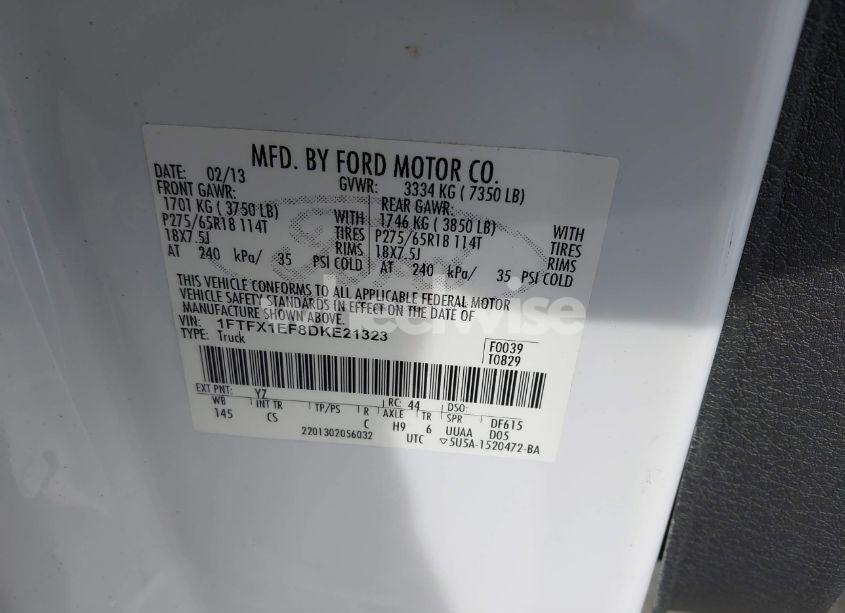 MFD. BY FORD MOTOR CO.
DATE: 02/13 GVWR: 3334 KG ( 7350 LB)
FRONT GAWR: REAR GAWR:
1701 KG ( 3750 LB) WITH 1746 KG ( 3850 LB) WITH
P275/65R18 114T TIRES P275/65R18 114T TIRES
18X7.5J RIMS 18X7.5J RIMS
AT 240 kPa/ 35 PSI COLD AT 240 kPa/ 35 PSI COLD
THIS VEHICLE CONFORMS TO ALL APPLICABLE FEDERAL MOTOR
VEHICLE SAFETY STANDARDS IN EFFECT ON THE DATE OF
MANUFACTURE SHOWN ABOVE.
VIN: 1FTFX1EF8DKE21323
TYPE: Truck
F0039
T0829
EXT PNT: YZ RC: 44 DSO:
WB INT TR TP/PS R AXLE TR SPR DF615
145 CS C H9 6 UUAA D05
2201302056032 UTC ▽5U5A-1520472-BA